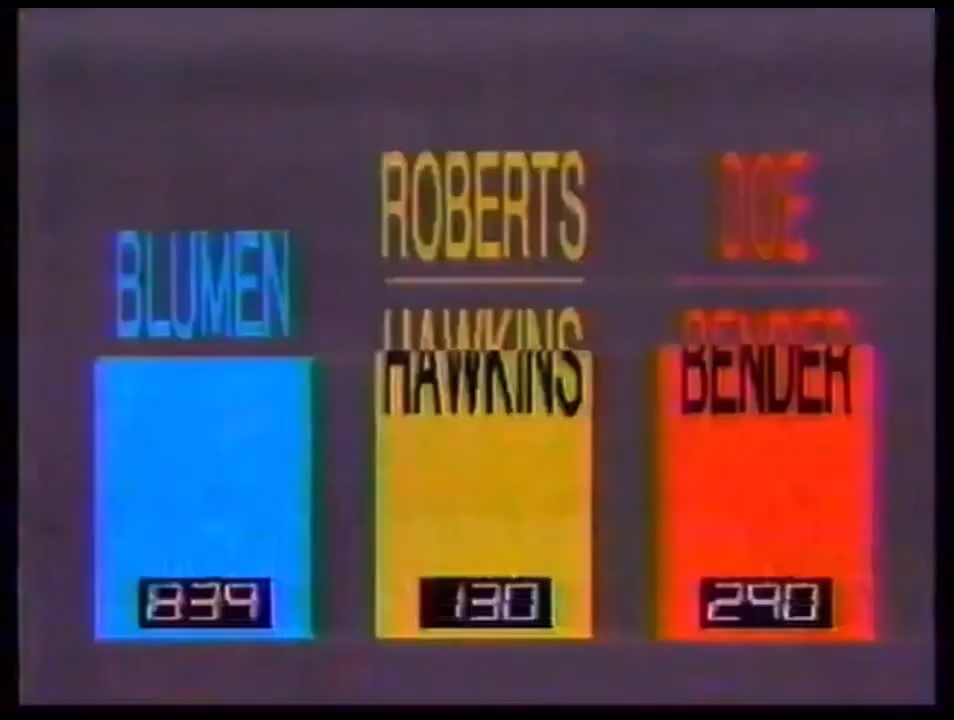 BLUMEN
ROBERTS
HAWKINS
DOE
BENDER
839
130
290